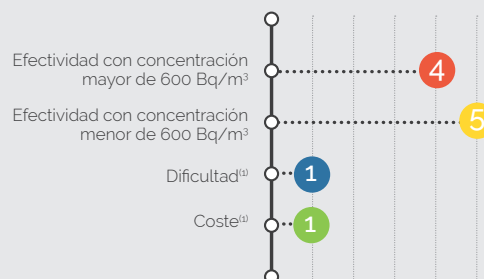 Efectividad con concentración
mayor de 600 Bq/m³
4
Efectividad con concentración
menor de 600 Bq/m³
5
Dificultad⁽¹⁾
1
Coste⁽¹⁾
1